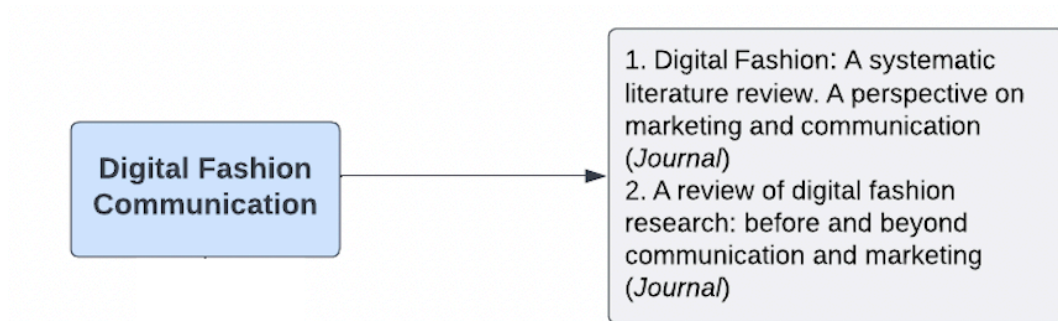 Digital Fashion
Communication
1. Digital Fashion: A systematic
literature review. A perspective on
marketing and communication
(Journal)
2. A review of digital fashion
research: before and beyond
communication and marketing
(Journal)